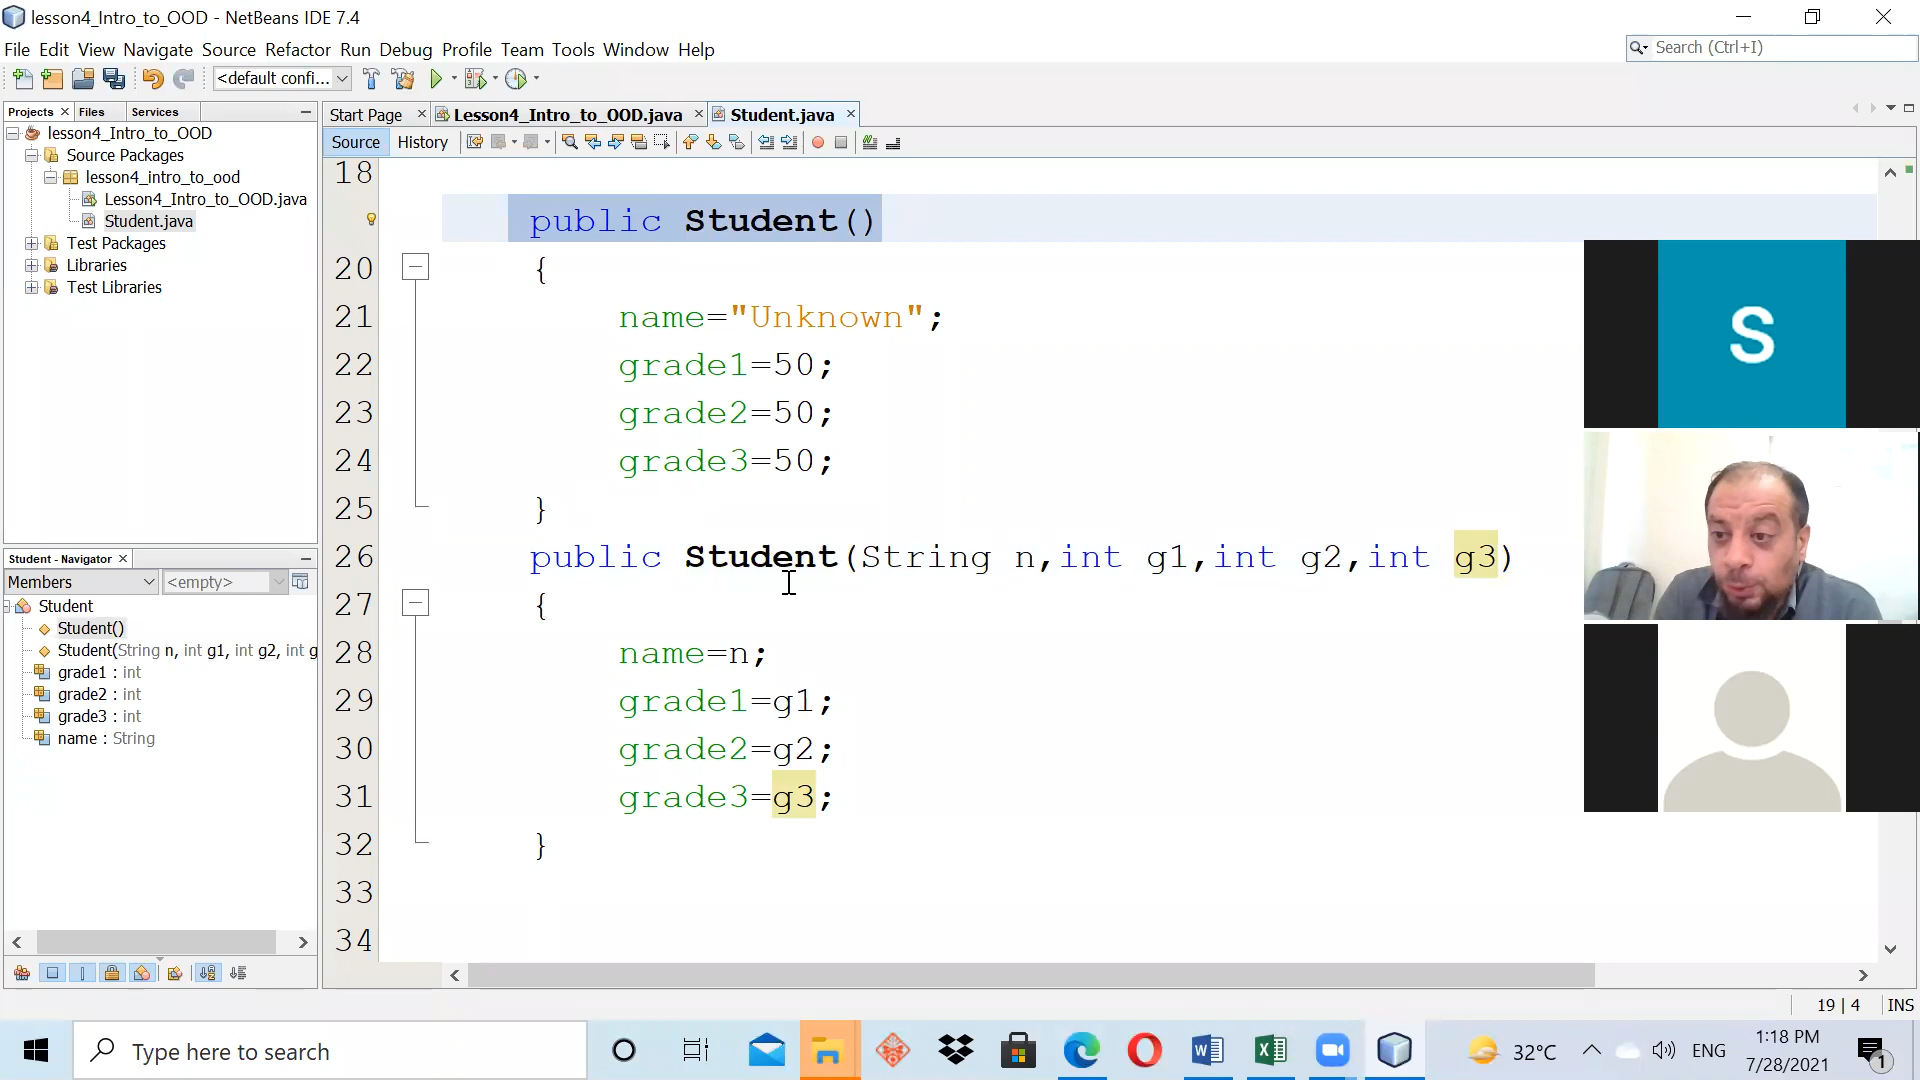 lesson4_Intro_to_OOD - NetBeans IDE 7.4
File Edit View Navigate Source Refactor Run Debug Profile Team Tools Window Help
Search (Ctrl+I)
<default confi...
Projects Files Services
Start Page Lesson4_Intro_to_OOD.java Student.java
Source History
lesson4_Intro_to_OOD
Source Packages
lesson4_intro_to_ood
Lesson4_Intro_to_OOD.java
Student.java
Test Packages
Libraries
Test Libraries
Student - Navigator
Members <empty>
Student
Student()
Student(String n, int g1, int g2, int g
grade1 : int
grade2 : int
grade3 : int
name : String
18
public Student()
20 {
21 name="Unknown";
22 grade1=50;
23 grade2=50;
24 grade3=50;
25 }
26 public Student(String n,int g1,int g2,int g3)
27 {
28 name=n;
29 grade1=g1;
30 grade2=g2;
31 grade3=g3;
32 }
33
34
S
19 | 4 INS
Type here to search
32°C
ENG
1:18 PM
7/28/2021
1